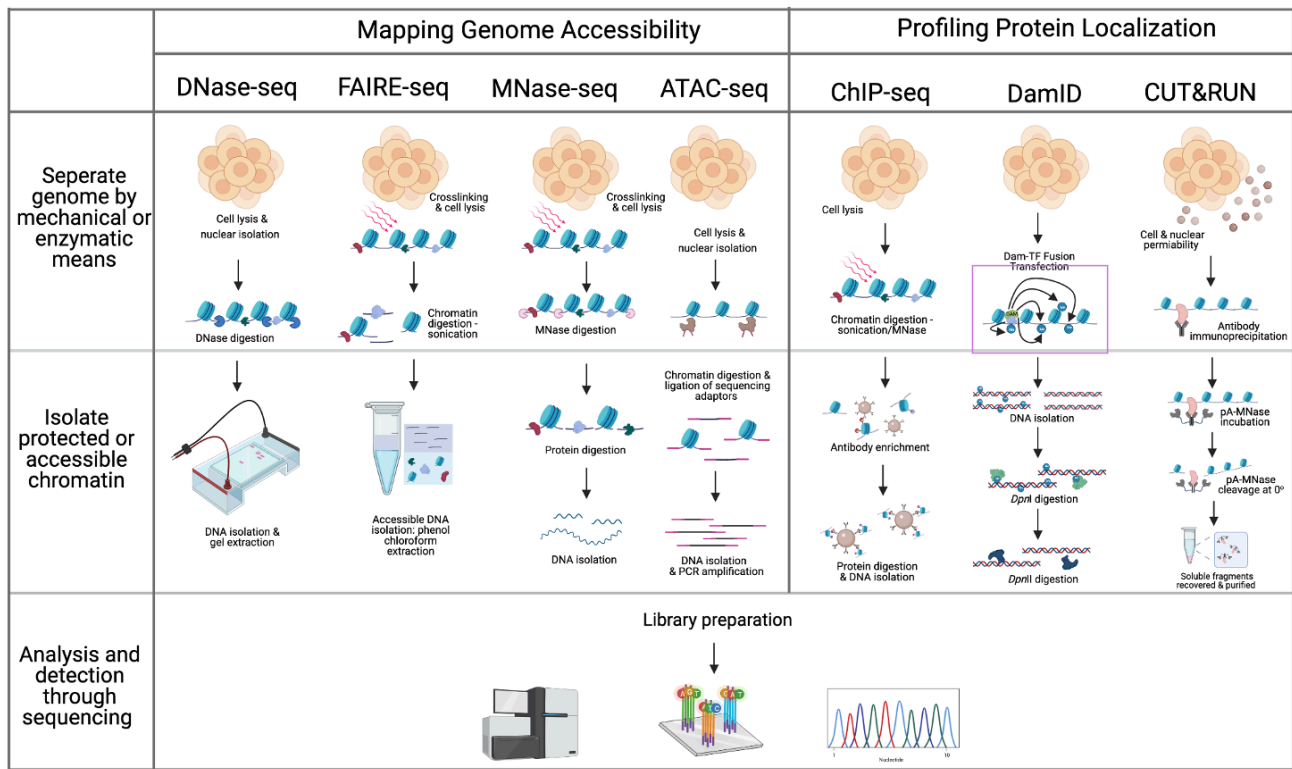 Mapping Genome Accessibility
Profiling Protein Localization
DNase-seq
FAIRE-seq
MNase-seq
ATAC-seq
ChIP-seq
DamID
CUT&RUN
Seperate
genome by
mechanical or
enzymatic
means
Cell lysis &
nuclear isolation
DNase digestion
Crosslinking
& cell lysis
Chromatin
digestion -
sonication
Crosslinking
& cell lysis
MNase digestion
Cell lysis &
nuclear isolation
Cell lysis
Chromatin digestion -
sonication/MNase
Dam-TF Fusion
Transfection
DAM
Cell & nuclear
permiability
Antibody
immunoprecipitation
Isolate
protected or
accessible
chromatin
DNA isolation &
gel extraction
Accessible DNA
isolation: phenol
chloroform extraction
Protein digestion
DNA isolation
Chromatin digestion &
ligation of sequencing
adaptors
DNA isolation
& PCR amplification
Antibody enrichment
Protein digestion
& DNA isolation
DNA isolation
DpnI digestion
DpnII digestion
pA-MNase
incubation
pA-MNase
cleavage at 0º
Soluble fragments
recovered & purified
Analysis and
detection
through
sequencing
Library preparation
A G T
A T C
C A T
1
10
Nucleotide